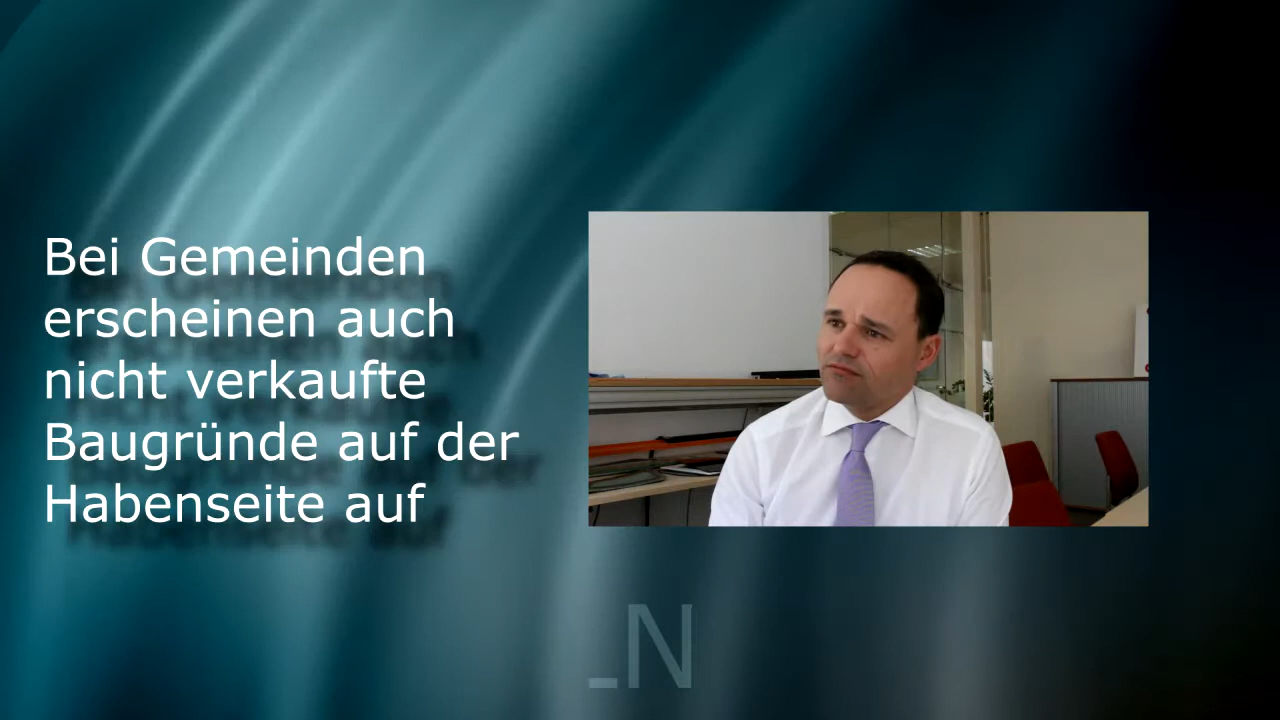 Bei Gemeinden
erscheinen auch
nicht verkaufte
Baugründe auf der
Habenseite auf
_N